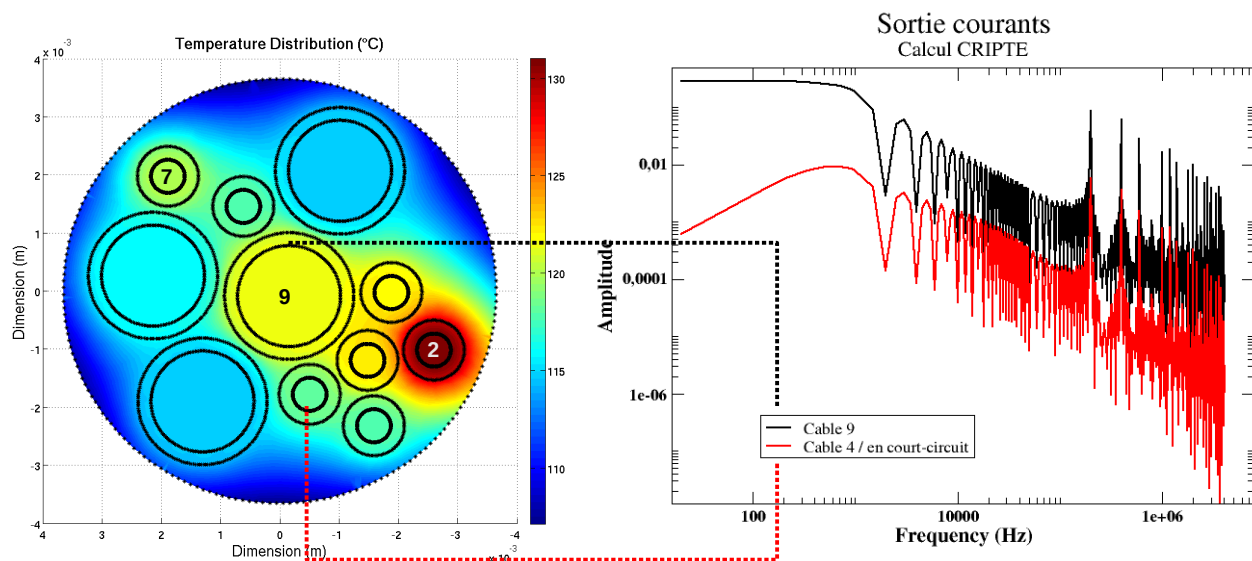 Temperature Distribution (°C)
x 10
-3
4
3
2
1
0
-1
-2
-3
-4
Dimension (m)
7
9
2
4
3
2
1
0
-1
-2
-3
-4
Dimension (m)
-3
x 10
130
125
120
115
110
Sortie courants
Calcul CRIPTE
0,01
0,0001
1e-06
Amplitude
Cable 9
Cable 4 / en court-circuit
100
10000
1e+06
Frequency (Hz)